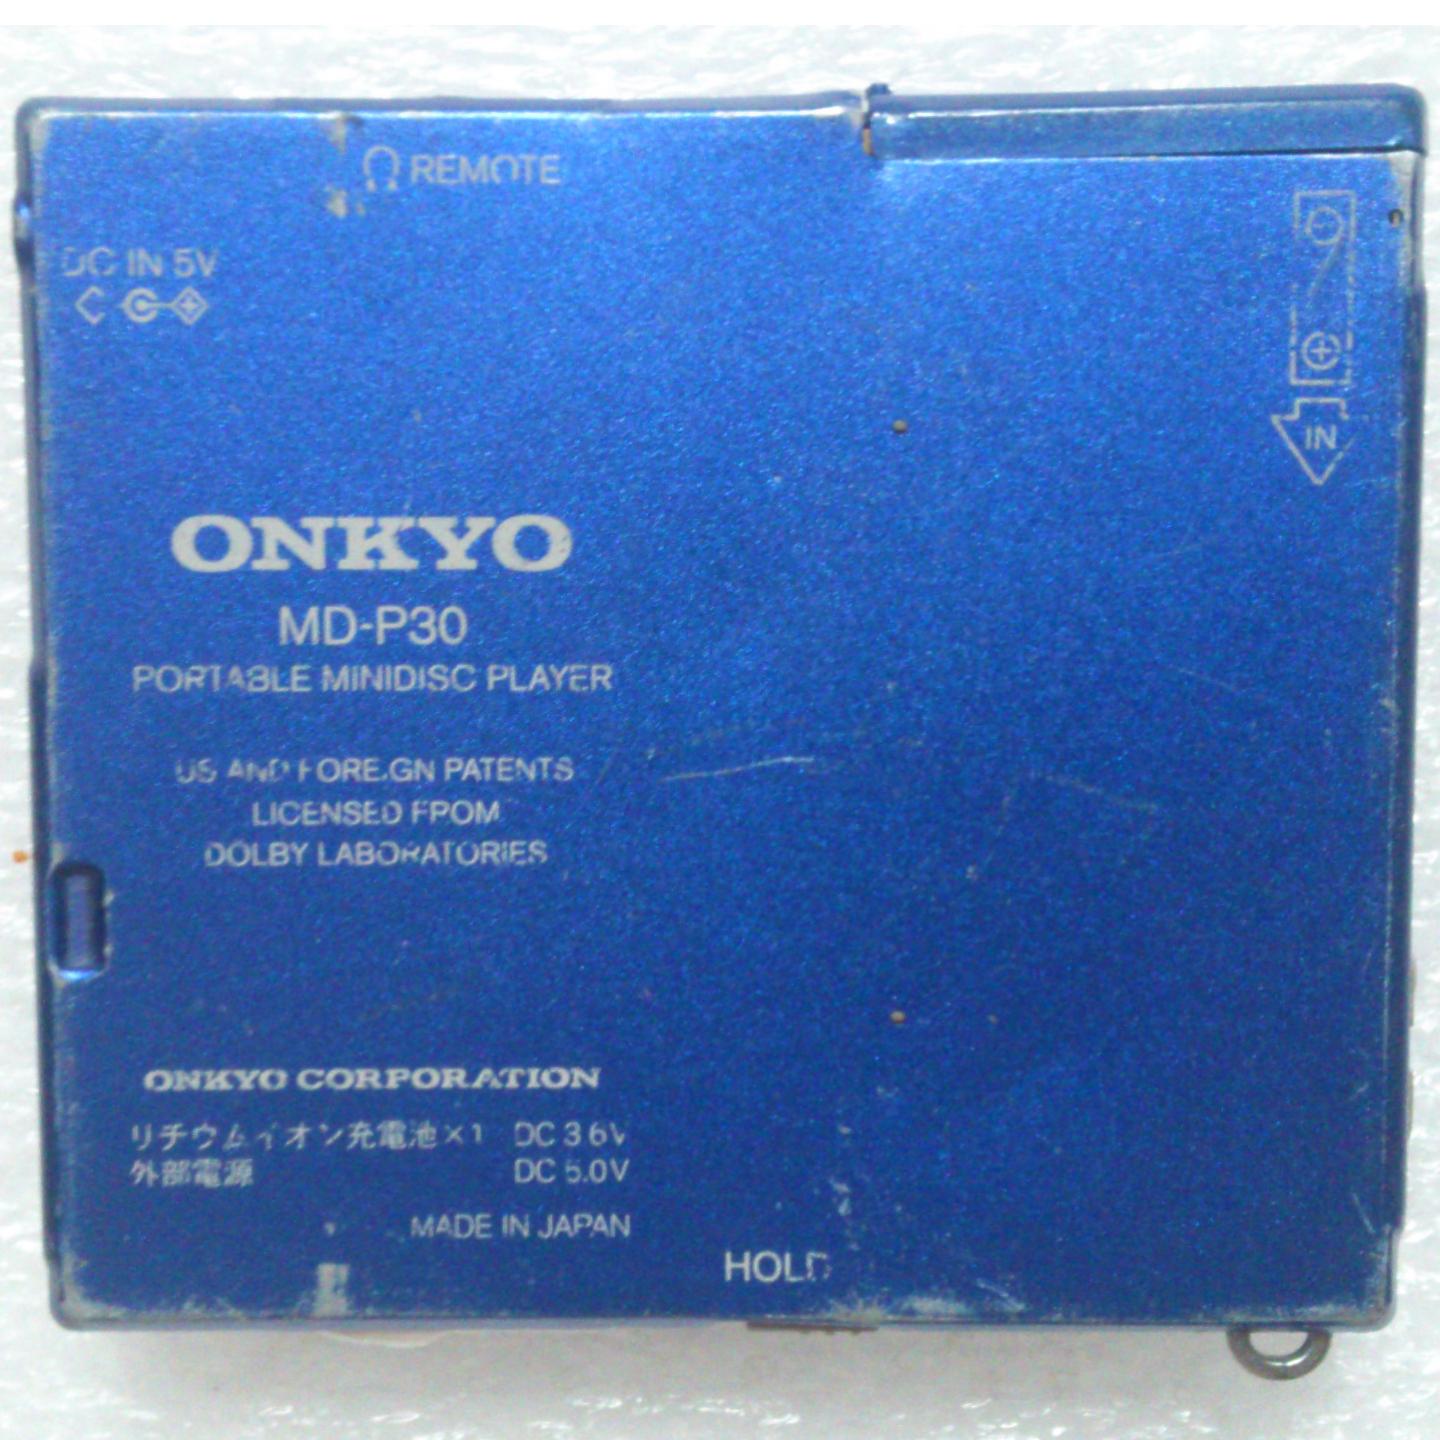 REMOTE
DC IN 5V
IN
ONKYO
MD-P30
PORTABLE MINIDISC PLAYER
US AND FOREIGN PATENTS
LICENSED FROM
DOLBY LABORATORIES
ONKYO CORPORATION
リチウムイオン充電池×1 DC 3.6V
外部電源 DC 5.0V
MADE IN JAPAN
HOLD